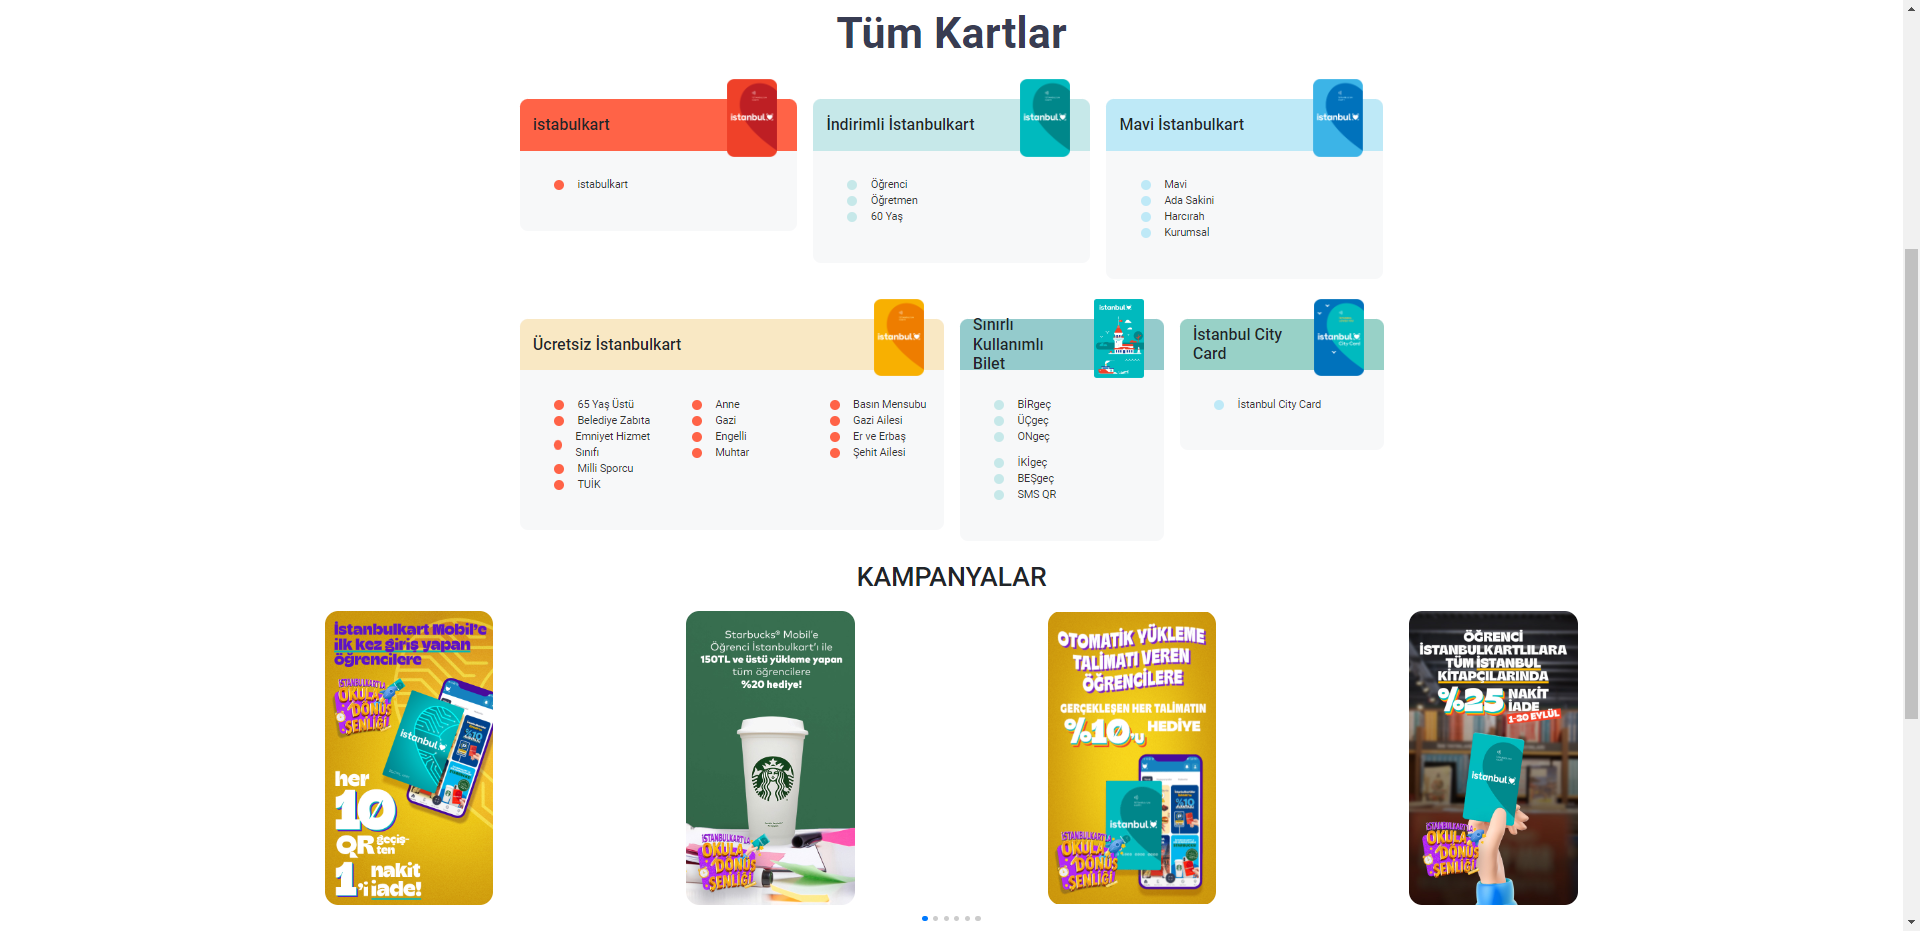 Tüm Kartlar
istabulkart
istanbul
İndirimli İstanbulkart
istanbul
Mavi İstanbulkart
istanbul
istabulkart
Öğrenci
Öğretmen
60 Yaş
Mavi
Ada Sakini
Harcırah
Kurumsal
Ücretsiz İstanbulkart
istanbul
Sınırlı
Kullanımlı
Bilet
istanbul
İstanbul City
Card
istanbul
City Card
65 Yaş Üstü
Belediye Zabıta
Emniyet Hizmet
Sınıfı
Milli Sporcu
TUİK
Anne
Gazi
Engelli
Muhtar
Basın Mensubu
Gazi Ailesi
Er ve Erbaş
Şehit Ailesi
BİRgeç
ÜÇgeç
ONgeç
İKİgeç
BEŞgeç
SMS QR
İstanbul City Card
KAMPANYALAR
İstanbulkart Mobil'e
ilk kez giriş yapan
öğrencilere
İSTANBULKART'LA
OKULA
DÖNÜŞ
ŞENLİĞİ
istanbul
%10
her
10
QR geçiş-
ten
1'i nakit
iade!
Starbucks® Mobil'e
Öğrenci İstanbulkart'ı ile
150TL ve üstü yükleme yapan
tüm öğrencilere
%20 hediye!
İSTANBULKART'LA
OKULA
DÖNÜŞ
ŞENLİĞİ
OTOMATİK YÜKLEME
TALİMATI VEREN
ÖĞRENCİLERE
GERÇEKLEŞEN HER TALİMATIN
%10'U HEDİYE
%10
istanbul
İSTANBULKART'LA
OKULA
DÖNÜŞ
ŞENLİĞİ
ÖĞRENCİ
İSTANBULKARTLILARA
TÜM İSTANBUL
KİTAPÇILARINDA
%25 NAKİT
İADE
1-30 EYLÜL
istanbul
İSTANBULKART'LA
OKULA
DÖNÜŞ
ŞENLİĞİ